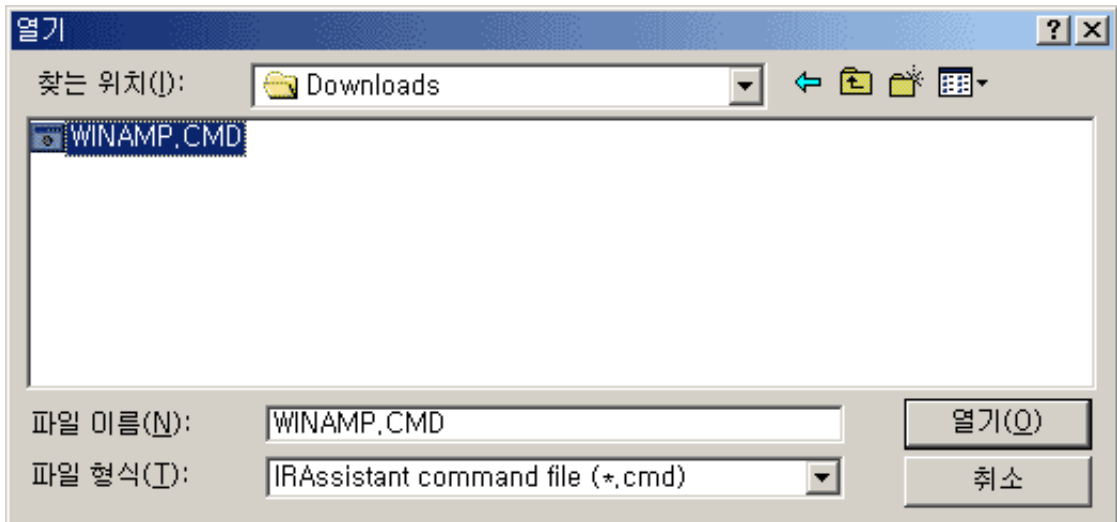 열기
찾는 위치(I): Downloads
WINAMP.CMD
파일 이름(N): WINAMP.CMD 열기(O)
파일 형식(T): IRAssistant command file (*.cmd) 취소